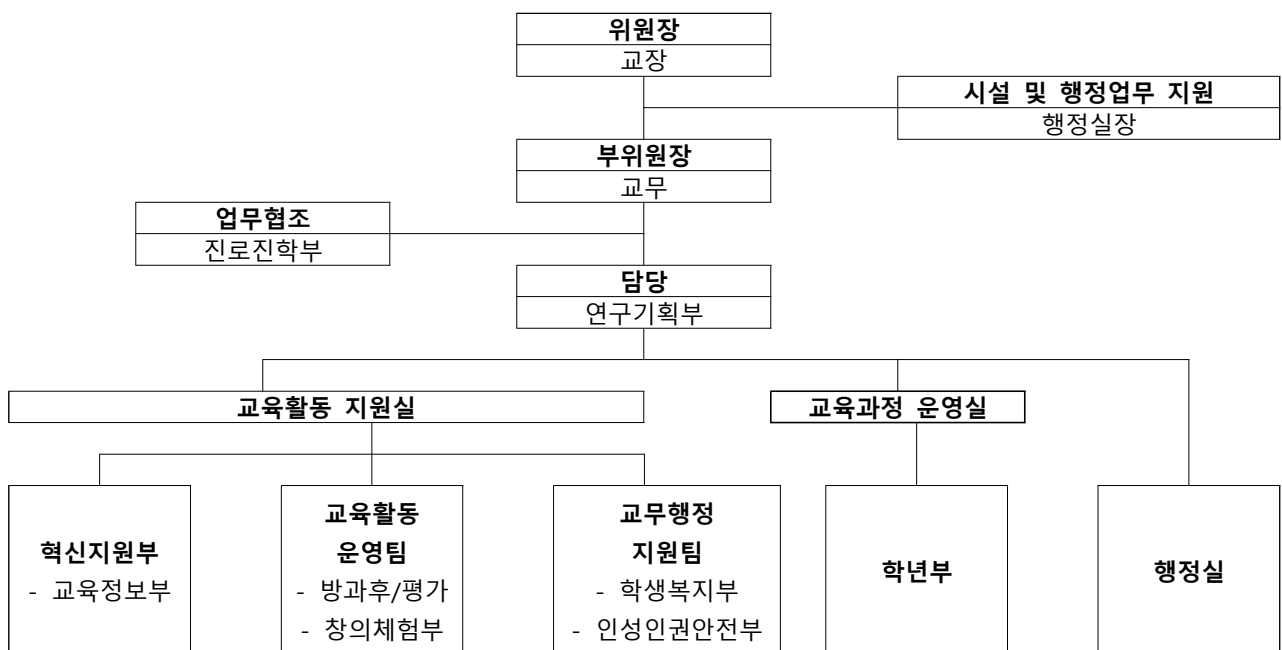 위원장
교장
시설 및 행정업무 지원
행정실장
부위원장
교무
업무협조
진로진학부
담당
연구기획부
교육활동 지원실
교육과정 운영실
혁신지원부
- 교육정보부
교육활동
운영팀
- 방과후/평가
- 창의체험부
교무행정
지원팀
- 학생복지부
- 인성인권안전부
학년부
행정실